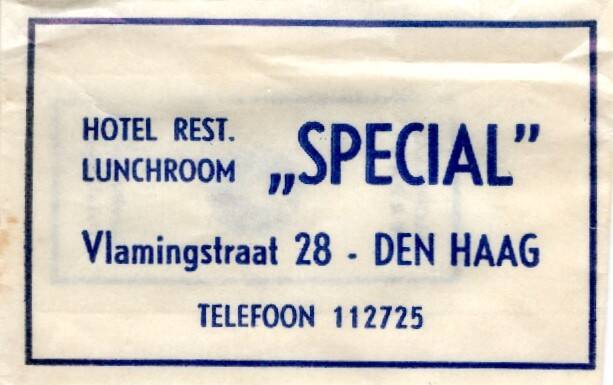 HOTEL REST.
LUNCHROOM
„SPECIAL”
Vlamingstraat 28 - DEN HAAG
TELEFOON 112725